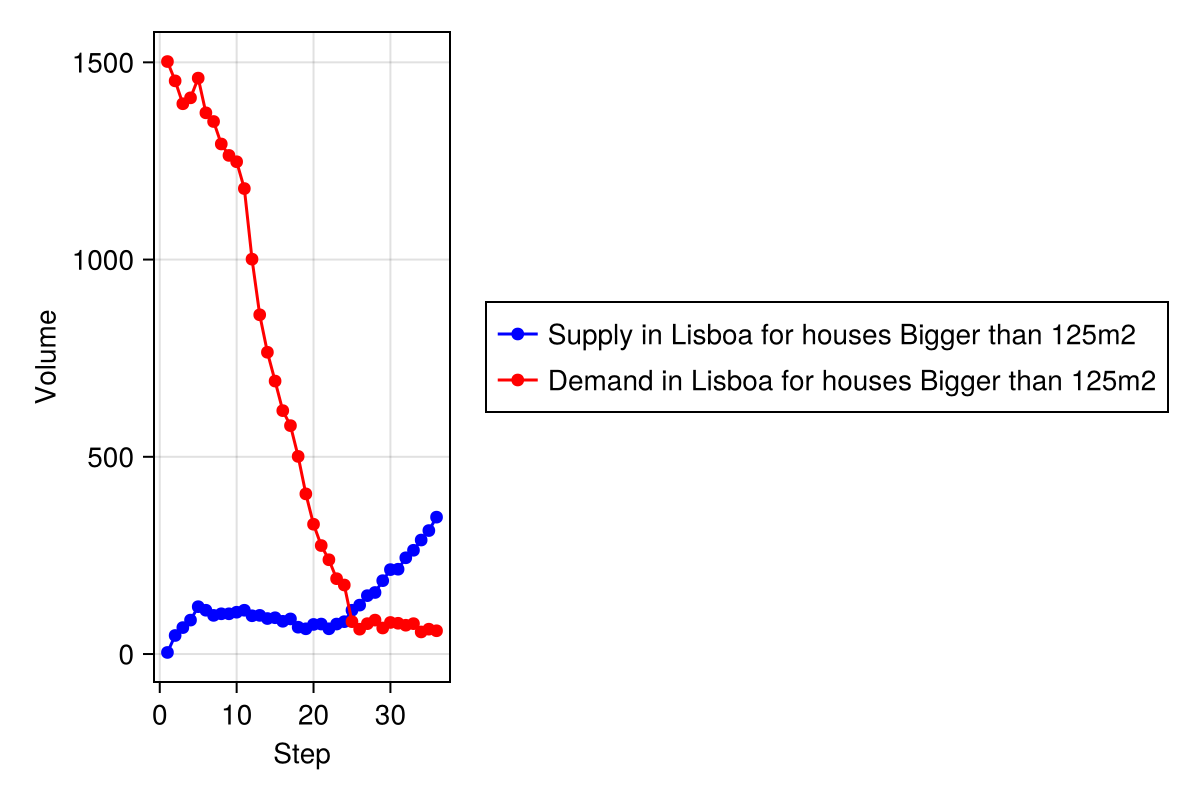 1500
1000
500
0
Volume
0 10 20 30
Step
Supply in Lisboa for houses Bigger than 125m2
Demand in Lisboa for houses Bigger than 125m2